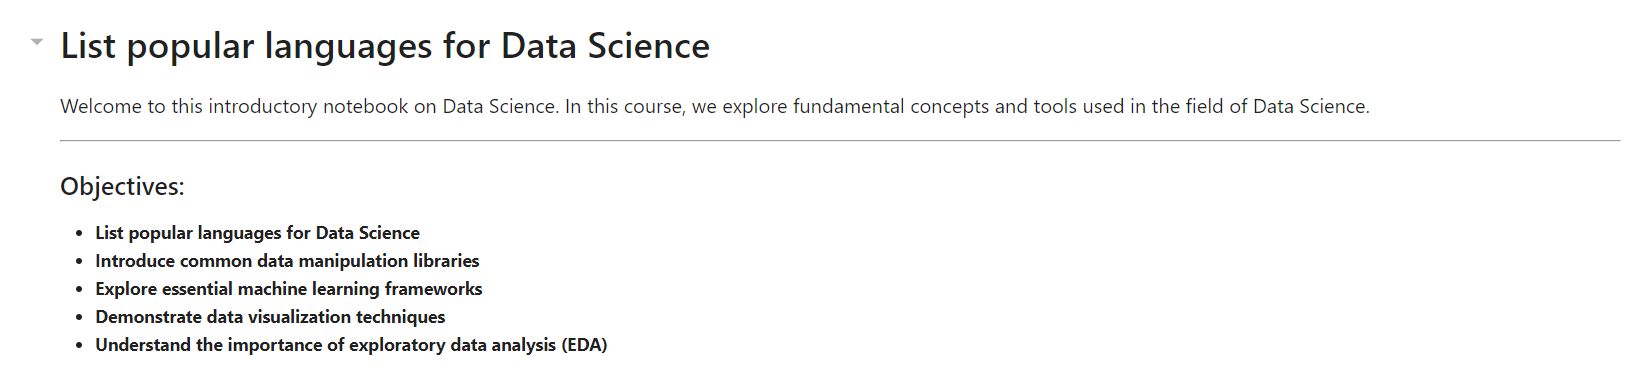 List popular languages for Data Science
Welcome to this introductory notebook on Data Science. In this course, we explore fundamental concepts and tools used in the field of Data Science.
Objectives:
• List popular languages for Data Science
• Introduce common data manipulation libraries
• Explore essential machine learning frameworks
• Demonstrate data visualization techniques
• Understand the importance of exploratory data analysis (EDA)